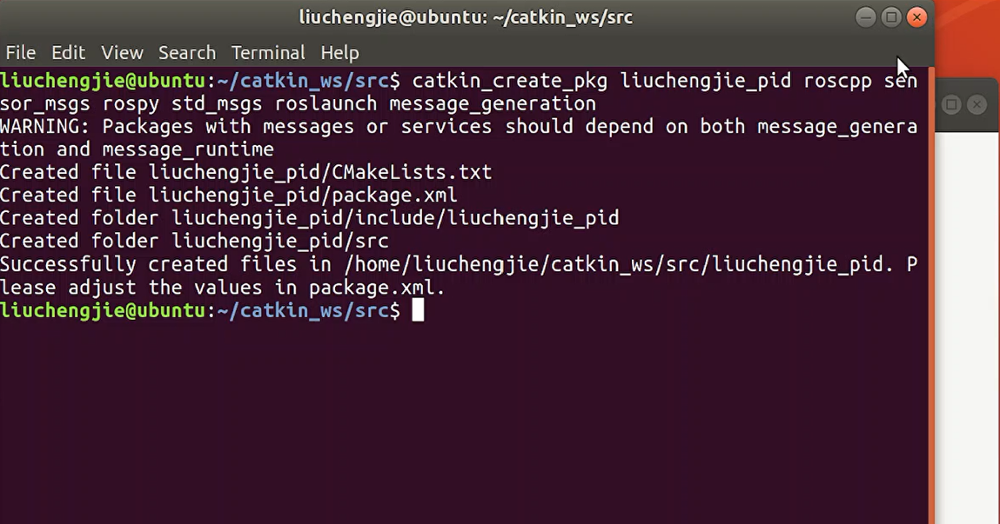 liuchengjie@ubuntu: ~/catkin_ws/src
File Edit View Search Terminal Help
liuchengjie@ubuntu:~/catkin_ws/src$ catkin_create_pkg liuchengjie_pid roscpp sen
sor_msgs rospy std_msgs roslaunch message_generation
WARNING: Packages with messages or services should depend on both message_genera
tion and message_runtime
Created file liuchengjie_pid/CMakeLists.txt
Created file liuchengjie_pid/package.xml
Created folder liuchengjie_pid/include/liuchengjie_pid
Created folder liuchengjie_pid/src
Successfully created files in /home/liuchengjie/catkin_ws/src/liuchengjie_pid. P
lease adjust the values in package.xml.
liuchengjie@ubuntu:~/catkin_ws/src$